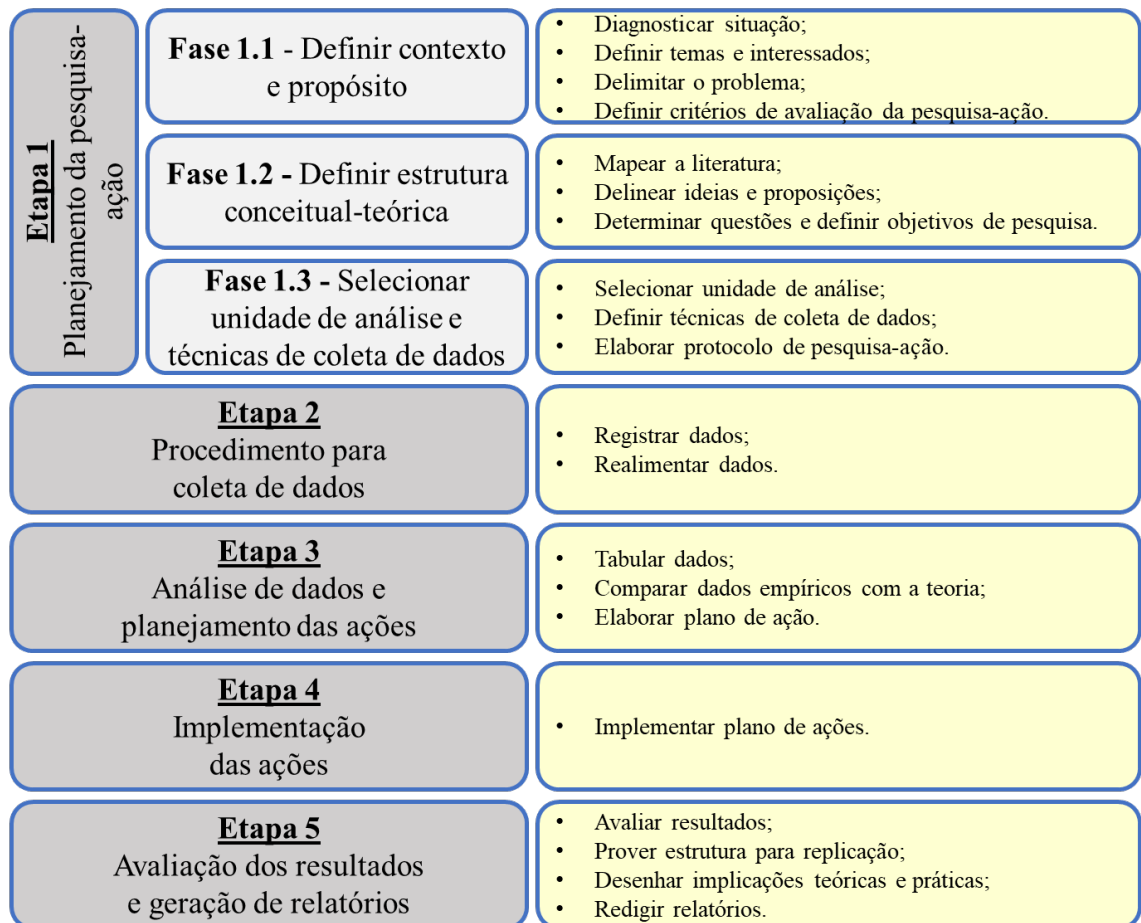 Etapa 1
Planejamento da pesquisa-
ação
Fase 1.1 - Definir contexto
e propósito
• Diagnosticar situação;
• Definir temas e interessados;
• Delimitar o problema;
• Definir critérios de avaliação da pesquisa-ação.
Fase 1.2 - Definir estrutura
conceitual-teórica
• Mapear a literatura;
• Delinear ideias e proposições;
• Determinar questões e definir objetivos de pesquisa.
Fase 1.3 - Selecionar
unidade de análise e
técnicas de coleta de dados
• Selecionar unidade de análise;
• Definir técnicas de coleta de dados;
• Elaborar protocolo de pesquisa-ação.
Etapa 2
Procedimento para
coleta de dados
• Registrar dados;
• Realimentar dados.
Etapa 3
Análise de dados e
planejamento das ações
• Tabular dados;
• Comparar dados empíricos com a teoria;
• Elaborar plano de ação.
Etapa 4
Implementação
das ações
• Implementar plano de ações.
Etapa 5
Avaliação dos resultados
e geração de relatórios
• Avaliar resultados;
• Prover estrutura para replicação;
• Desenhar implicações teóricas e práticas;
• Redigir relatórios.